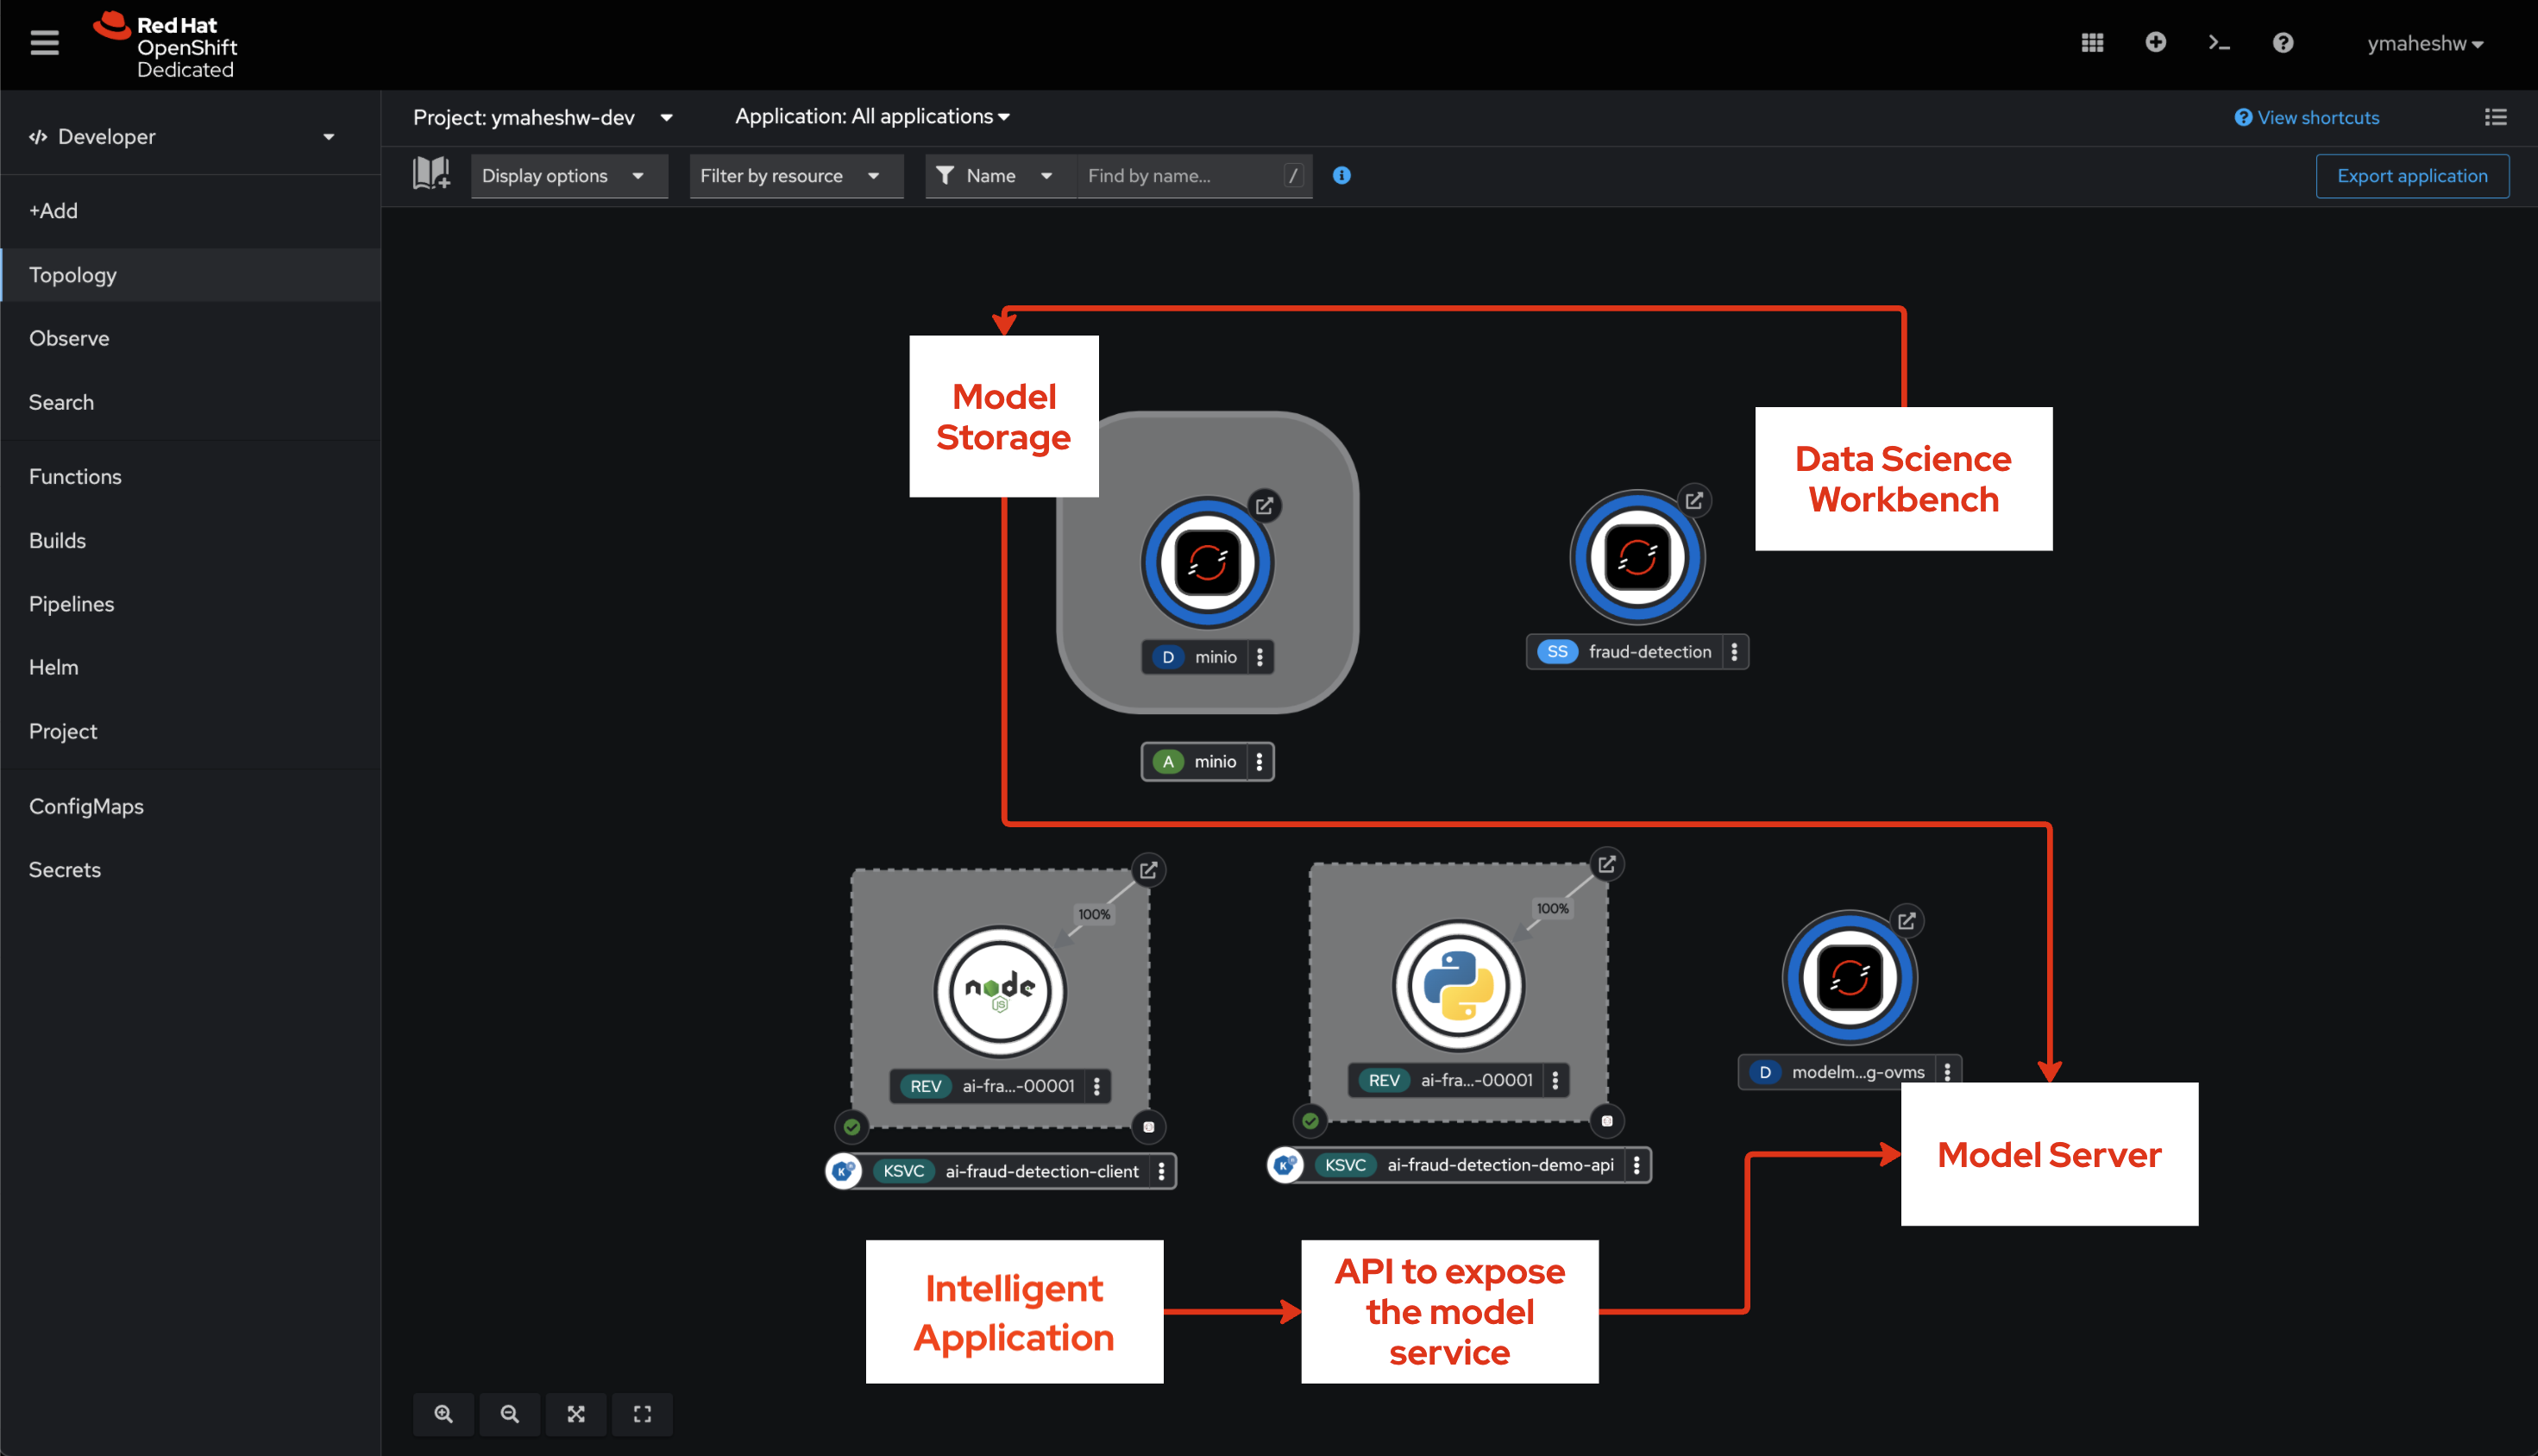 Red Hat
OpenShift
Dedicated
ymaheshw
Developer
Project: ymaheshw-dev
Application: All applications
View shortcuts
Display options
Filter by resource
Name
Find by name...
/
Export application
+Add
Topology
Observe
Search
Functions
Builds
Pipelines
Helm
Project
ConfigMaps
Secrets
Model
Storage
Data Science
Workbench
D minio
SS fraud-detection
A minio
100%
node
JS
REV ai-fra...-00001
KSVC ai-fraud-detection-client
100%
REV ai-fra...-00001
KSVC ai-fraud-detection-demo-api
D modelm...g-ovms
Model Server
Intelligent
Application
API to expose
the model
service